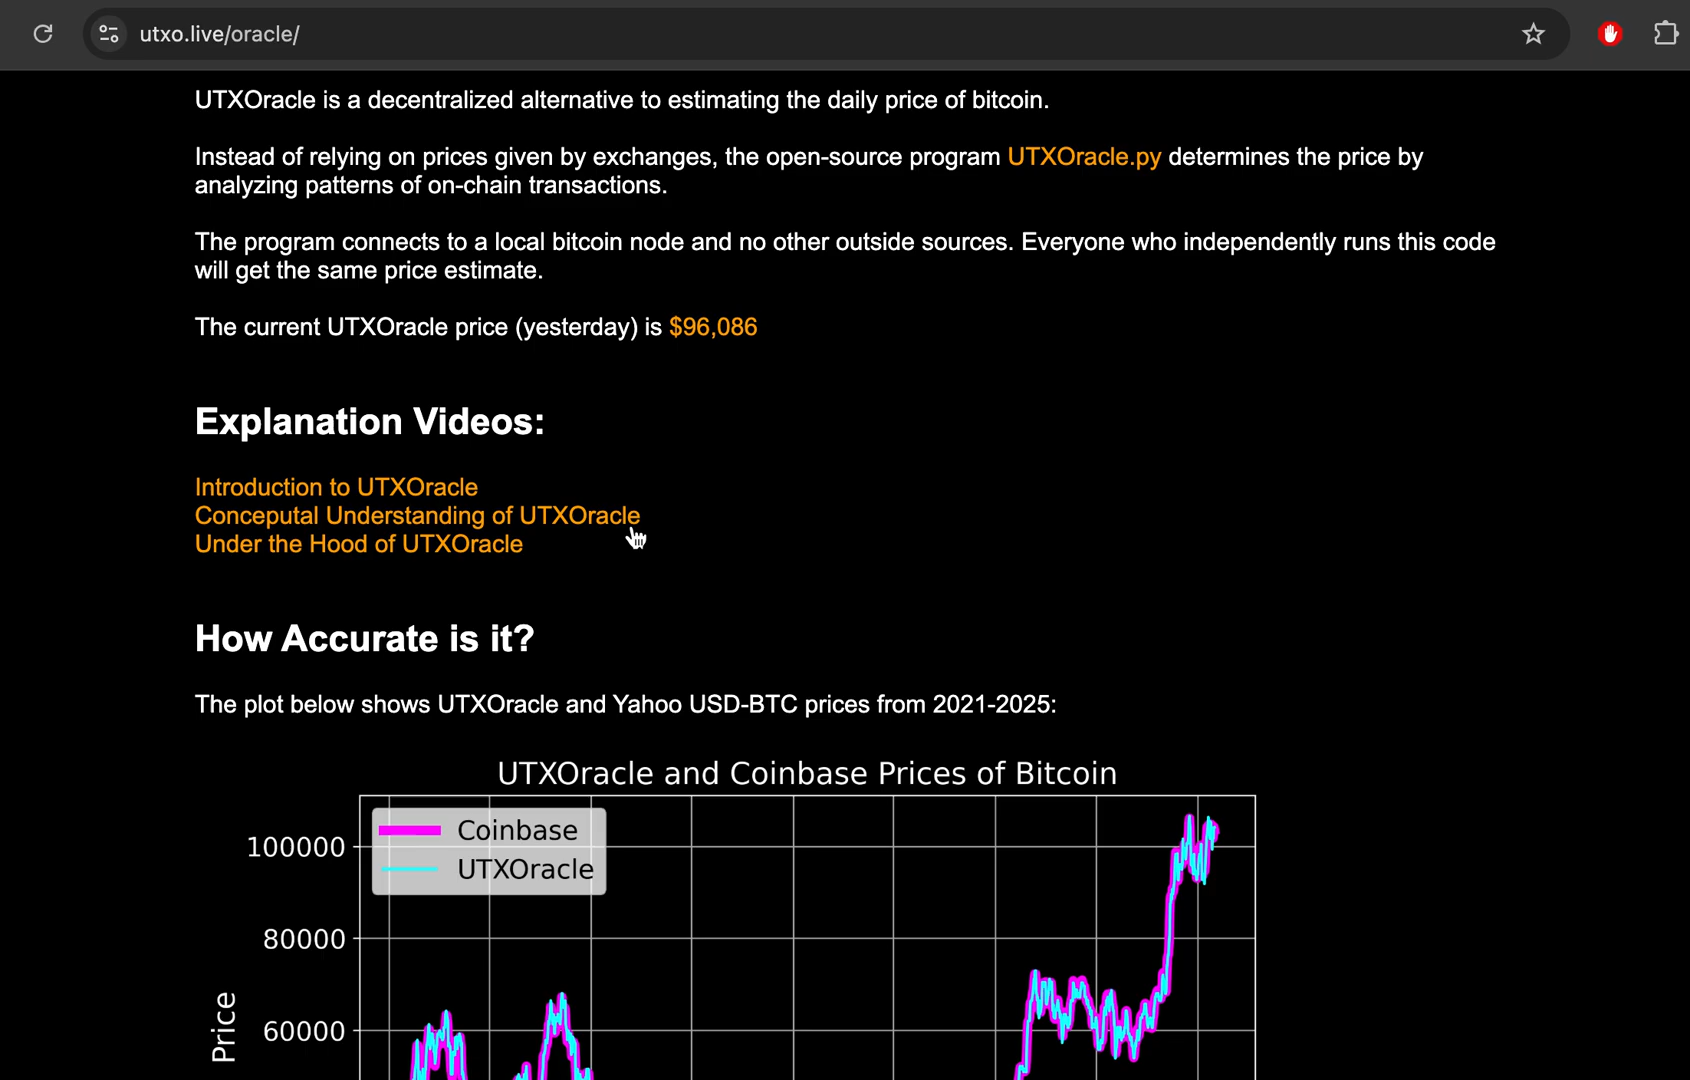 utxo.live/oracle/
UTXOracle is a decentralized alternative to estimating the daily price of bitcoin.
Instead of relying on prices given by exchanges, the open-source program UTXOracle.py determines the price by
analyzing patterns of on-chain transactions.
The program connects to a local bitcoin node and no other outside sources. Everyone who independently runs this code
will get the same price estimate.
The current UTXOracle price (yesterday) is $96,086
Explanation Videos:
Introduction to UTXOracle
Conceputal Understanding of UTXOracle
Under the Hood of UTXOracle
How Accurate is it?
The plot below shows UTXOracle and Yahoo USD-BTC prices from 2021-2025:
UTXOracle and Coinbase Prices of Bitcoin
Coinbase
UTXOracle
100000
80000
60000
Price